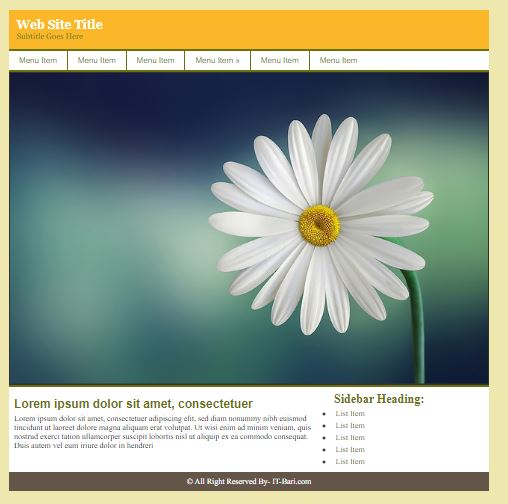 Web Site Title
Subtitle Goes Here
Menu Item Menu Item Menu Item Menu Item » Menu Item Menu Item
Lorem ipsum dolor sit amet, consectetuer
Lorem ipsum dolor sit amet, consectetuer adipiscing elit, sed diam nonummy nibh euismod
tincidunt ut laoreet dolore magna aliquam erat volutpat. Ut wisi enim ad minim veniam, quis
nostrud exerci tation ullamcorper suscipit lobortis nisl ut aliquip ex ea commodo consequat.
Duis autem vel eum iriure dolor in hendreri
Sidebar Heading:
List Item
List Item
List Item
List Item
List Item
© All Right Reserved By- IT-Bari.com